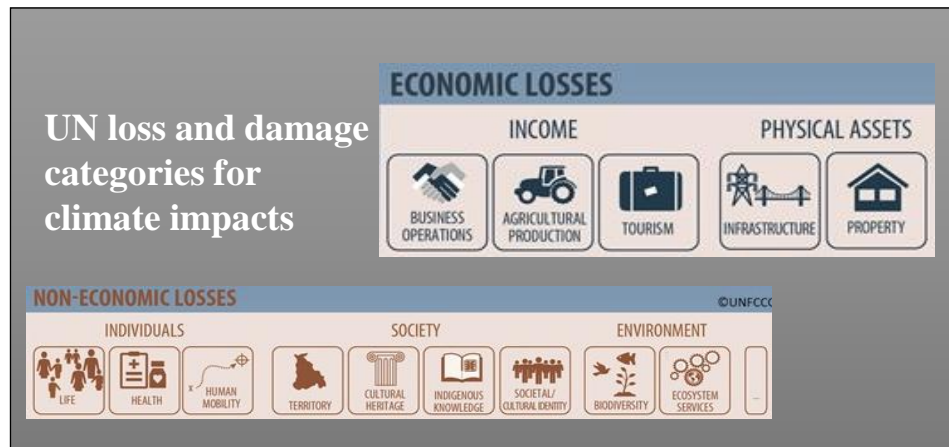 UN loss and damage
categories for
climate impacts
ECONOMIC LOSSES
INCOME
PHYSICAL ASSETS
BUSINESS
OPERATIONS
AGRICULTURAL
PRODUCTION
TOURISM
INFRASTRUCTURE
PROPERTY
NON-ECONOMIC LOSSES
©UNFCCC
INDIVIDUALS
SOCIETY
ENVIRONMENT
LIFE
HEALTH
HUMAN
MOBILITY
TERRITORY
CULTURAL
HERITAGE
INDIGENOUS
KNOWLEDGE
SOCIETAL/
CULTURAL IDENTITY
BIODIVERSITY
ECOSYSTEM
SERVICES
...